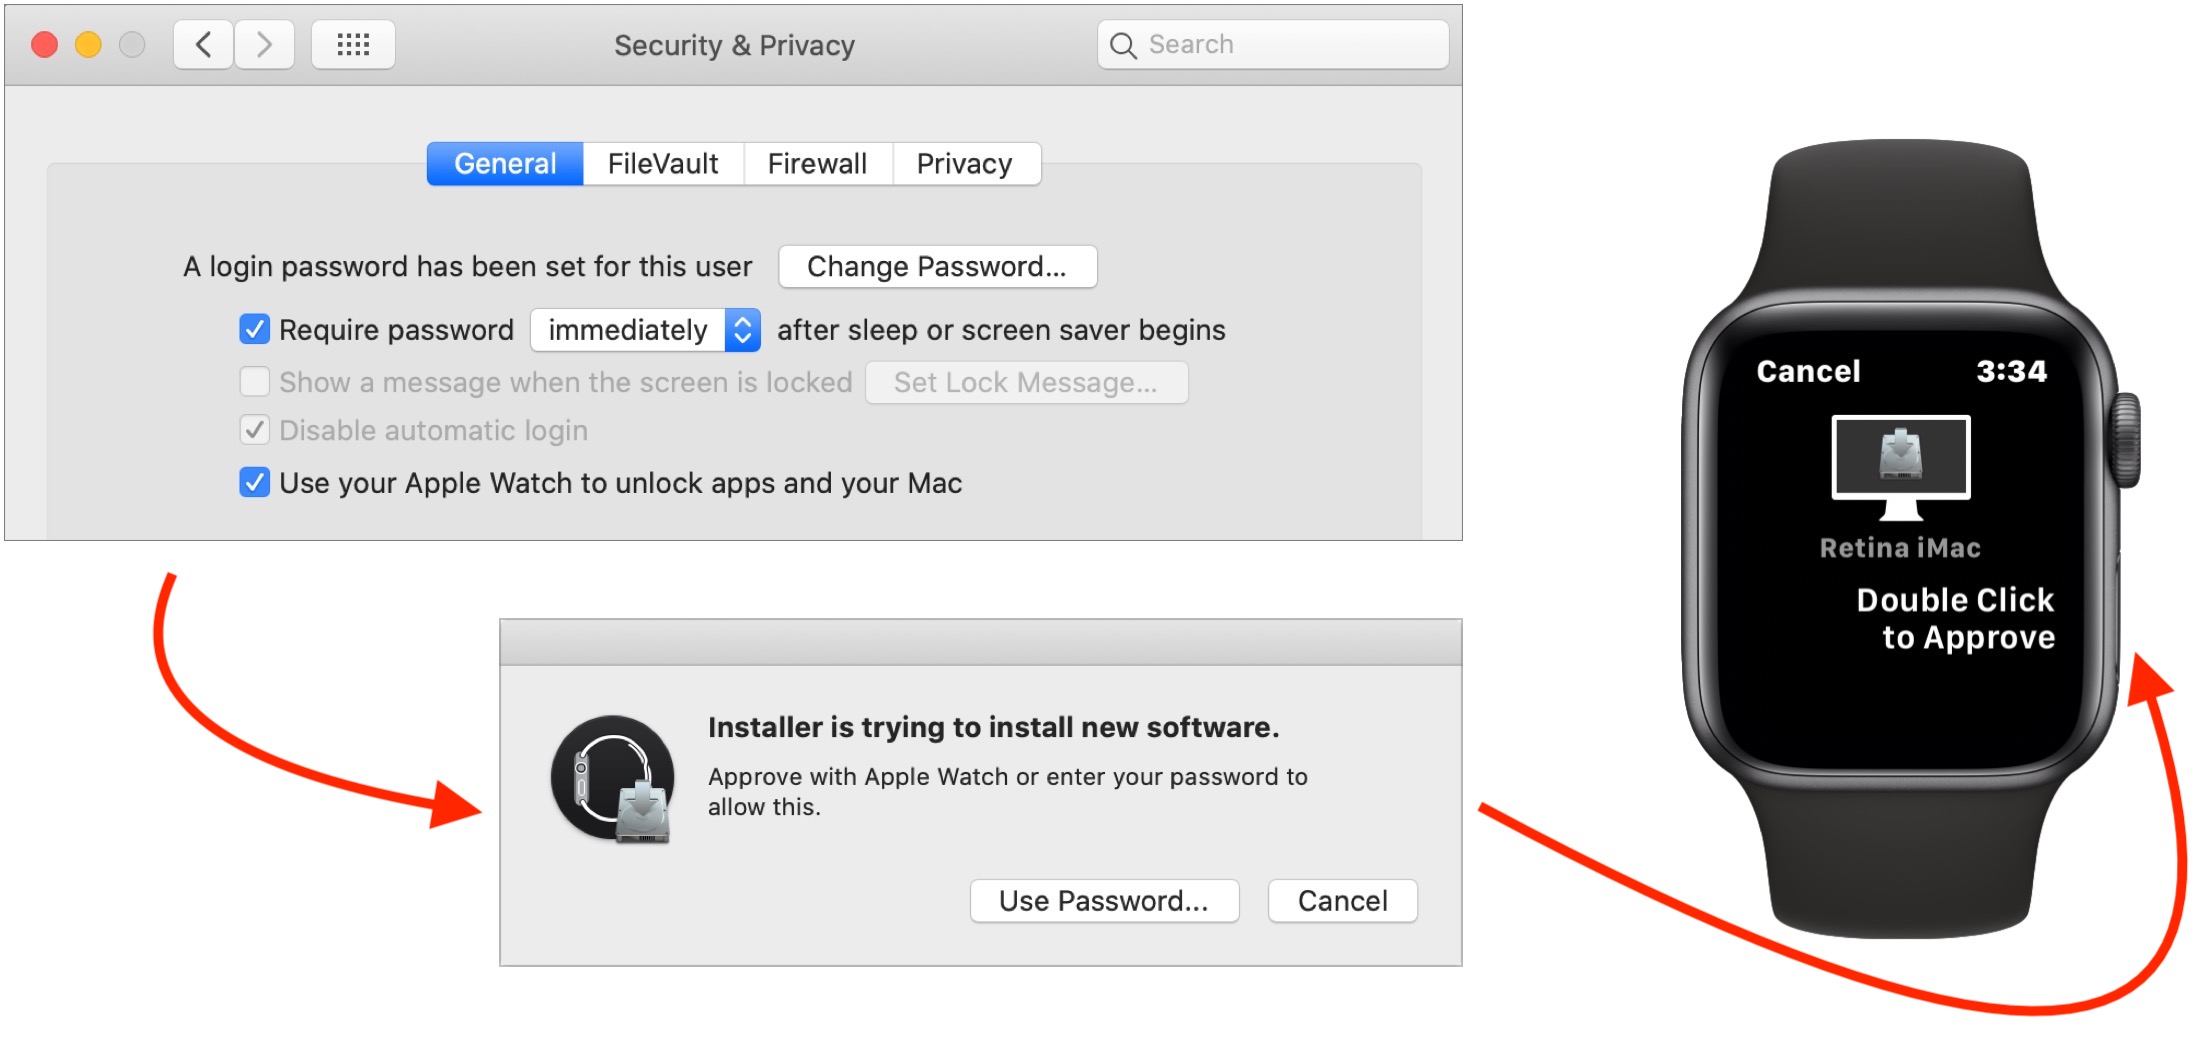 Security & Privacy
Search
General FileVault Firewall Privacy
A login password has been set for this user Change Password...
Require password immediately after sleep or screen saver begins
Show a message when the screen is locked Set Lock Message...
Disable automatic login
Use your Apple Watch to unlock apps and your Mac
Installer is trying to install new software.
Approve with Apple Watch or enter your password to
allow this.
Use Password... Cancel
Cancel 3:34
Retina iMac
Double Click
to Approve